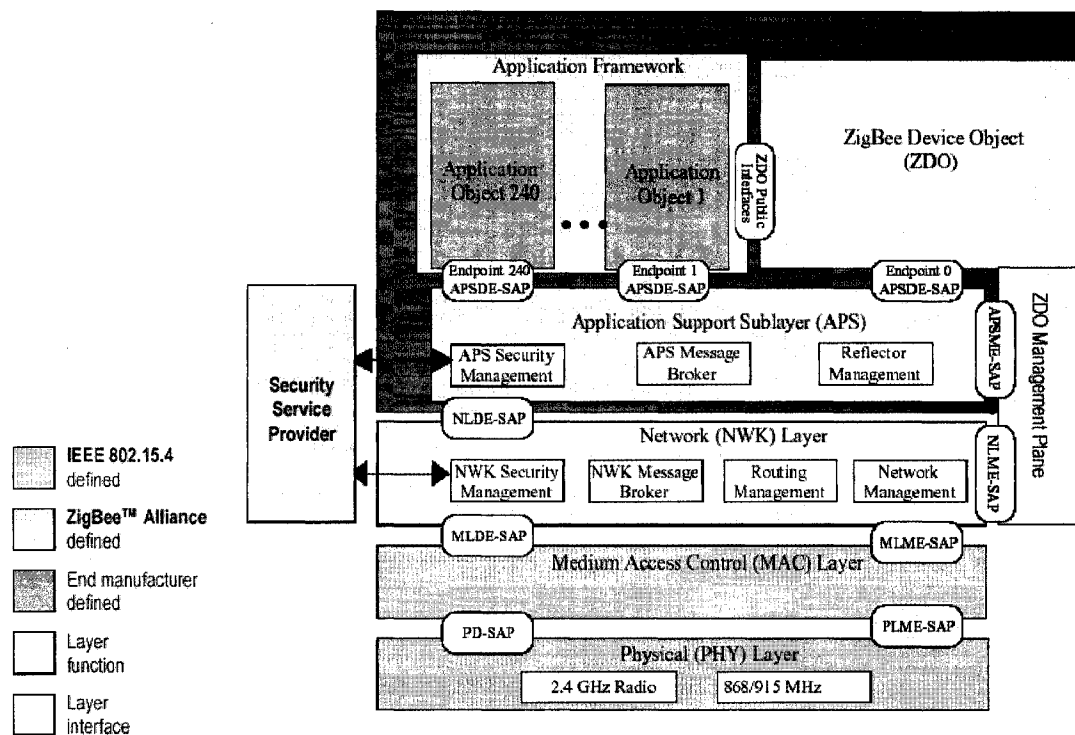 Application Framework
Application
Object 240
Application
Object 1
• • •
ZDO Public
Interfaces
ZigBee Device Object
(ZDO)
Endpoint 240
APSDE-SAP
Endpoint 1
APSDE-SAP
Endpoint 0
APSDE-SAP
Application Support Sublayer (APS)
APS Security
Management
APS Message
Broker
Reflector
Management
APSME-SAP
ZDO Management Plane
Security
Service
Provider
NLDE-SAP
Network (NWK) Layer
NWK Security
Management
NWK Message
Broker
Routing
Management
Network
Management
NLME-SAP
MLDE-SAP
MLME-SAP
Medium Access Control (MAC) Layer
PD-SAP
PLME-SAP
Physical (PHY) Layer
2.4 GHz Radio
868/915 MHz
IEEE 802.15.4
defined
ZigBee™ Alliance
defined
End manufacturer
defined
Layer
function
Layer
interface